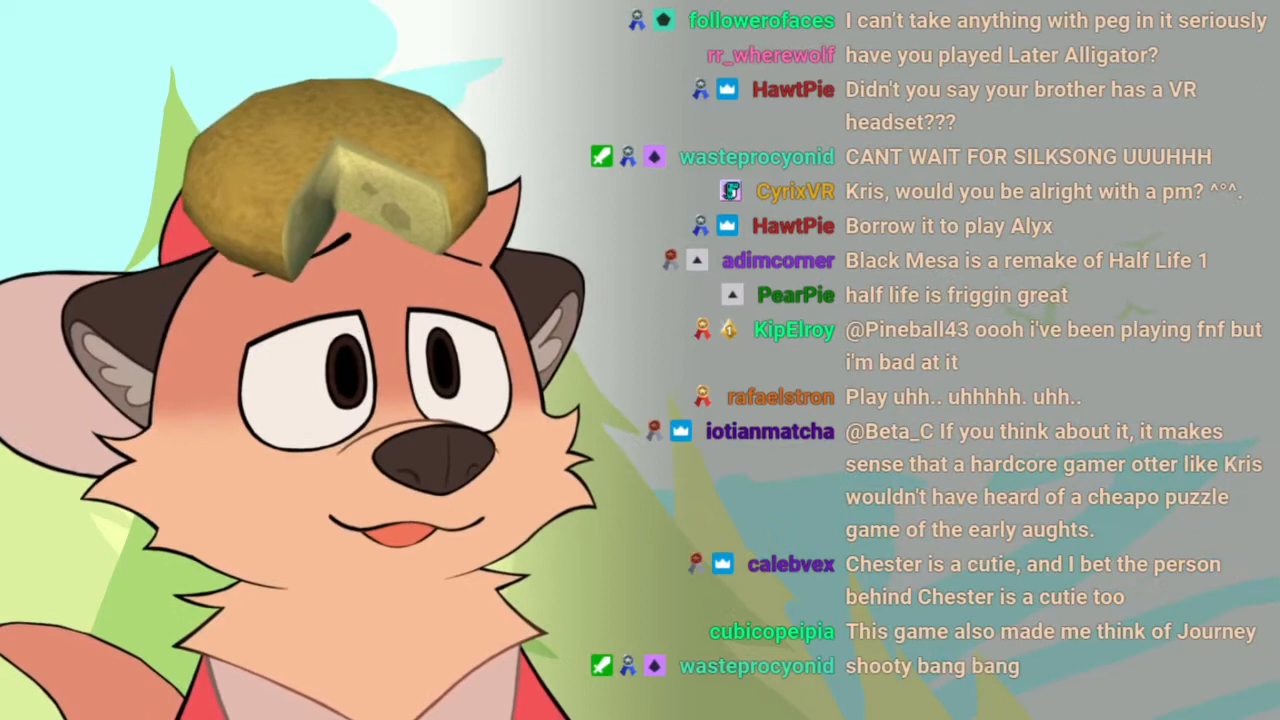 followerofaces I can't take anything with peg in it seriously
rr_wherewolf have you played Later Alligator?
HawtPie Didn't you say your brother has a VR
headset???
wasteprocyonid CANT WAIT FOR SILKSONG UUUHHH
CyrixVR Kris, would you be alright with a pm? ^°^.
HawtPie Borrow it to play Alyx
adimcorner Black Mesa is a remake of Half Life 1
PearPie half life is friggin great
KipElroy @Pineball43 oooh i've been playing fnf but
i'm bad at it
rafaelstron Play uhh.. uhhhhh. uhh..
iotianmatcha @Beta_C If you think about it, it makes
sense that a hardcore gamer otter like Kris
wouldn't have heard of a cheapo puzzle
game of the early aughts.
calebvex Chester is a cutie, and I bet the person
behind Chester is a cutie too
cubicopeipia This game also made me think of Journey
wasteprocyonid shooty bang bang